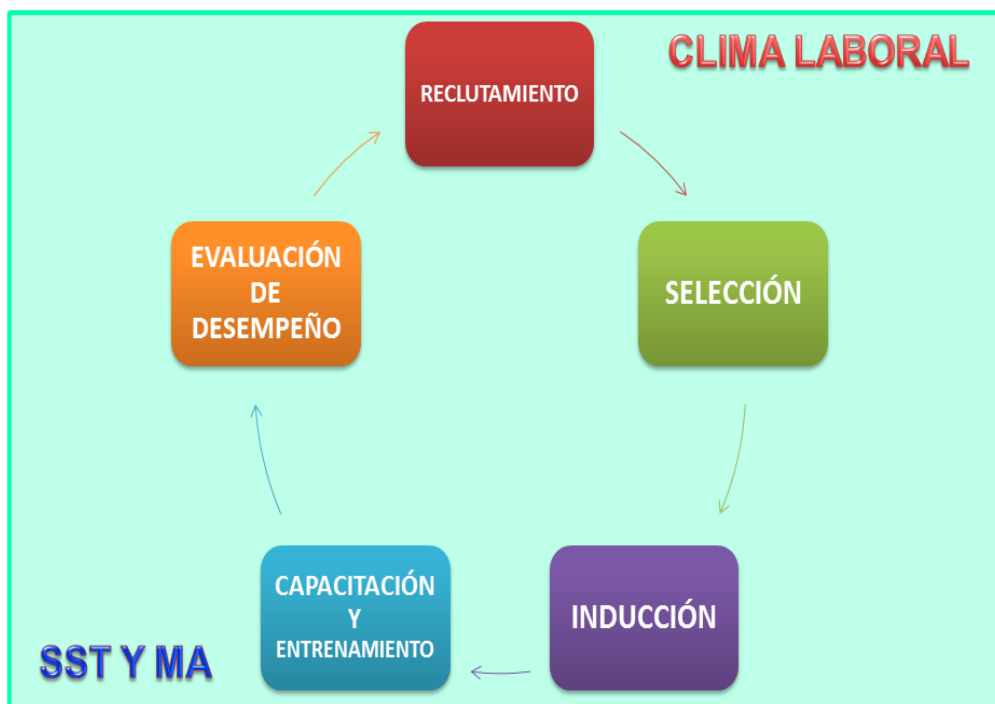 CLIMA LABORAL
RECLUTAMIENTO
SELECCIÓN
INDUCCIÓN
CAPACITACIÓN
Y
ENTRENAMIENTO
EVALUACIÓN
DE
DESEMPEÑO
SST Y MA